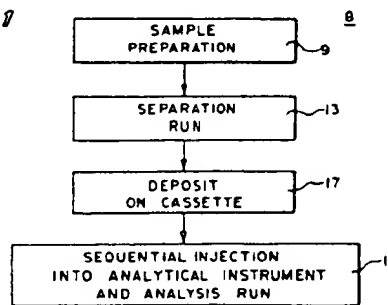 8
SAMPLE
PREPARATION
9
SEPARATION
RUN
13
DEPOSIT
ON CASSETTE
17
SEQUENTIAL INJECTION
INTO ANALYTICAL INSTRUMENT
AND ANALYSIS RUN